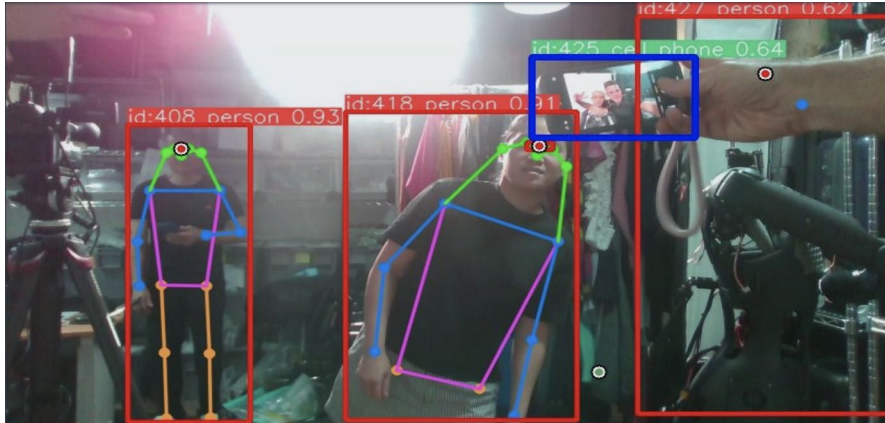 id:427 person 0.62
id:425 cell phone 0.64
id:418 person 0.91
id:408 person 0.93